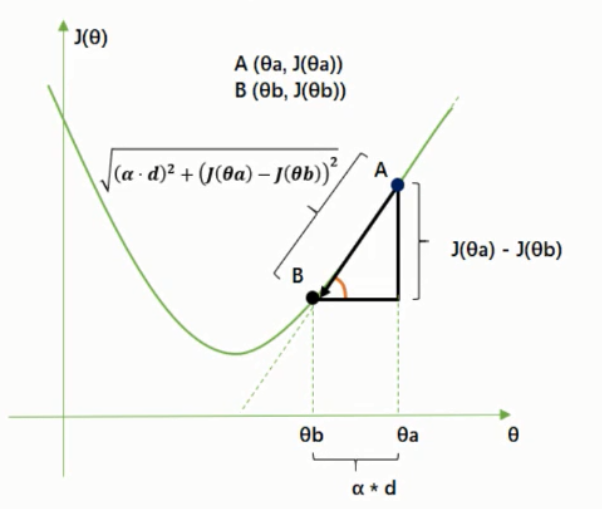 J(θ)
A (θa, J(θa))
B (θb, J(θb))
√(α · d)² + (J(θa) − J(θb))²
A
B
J(θa) - J(θb)
θb
θa
θ
α * d